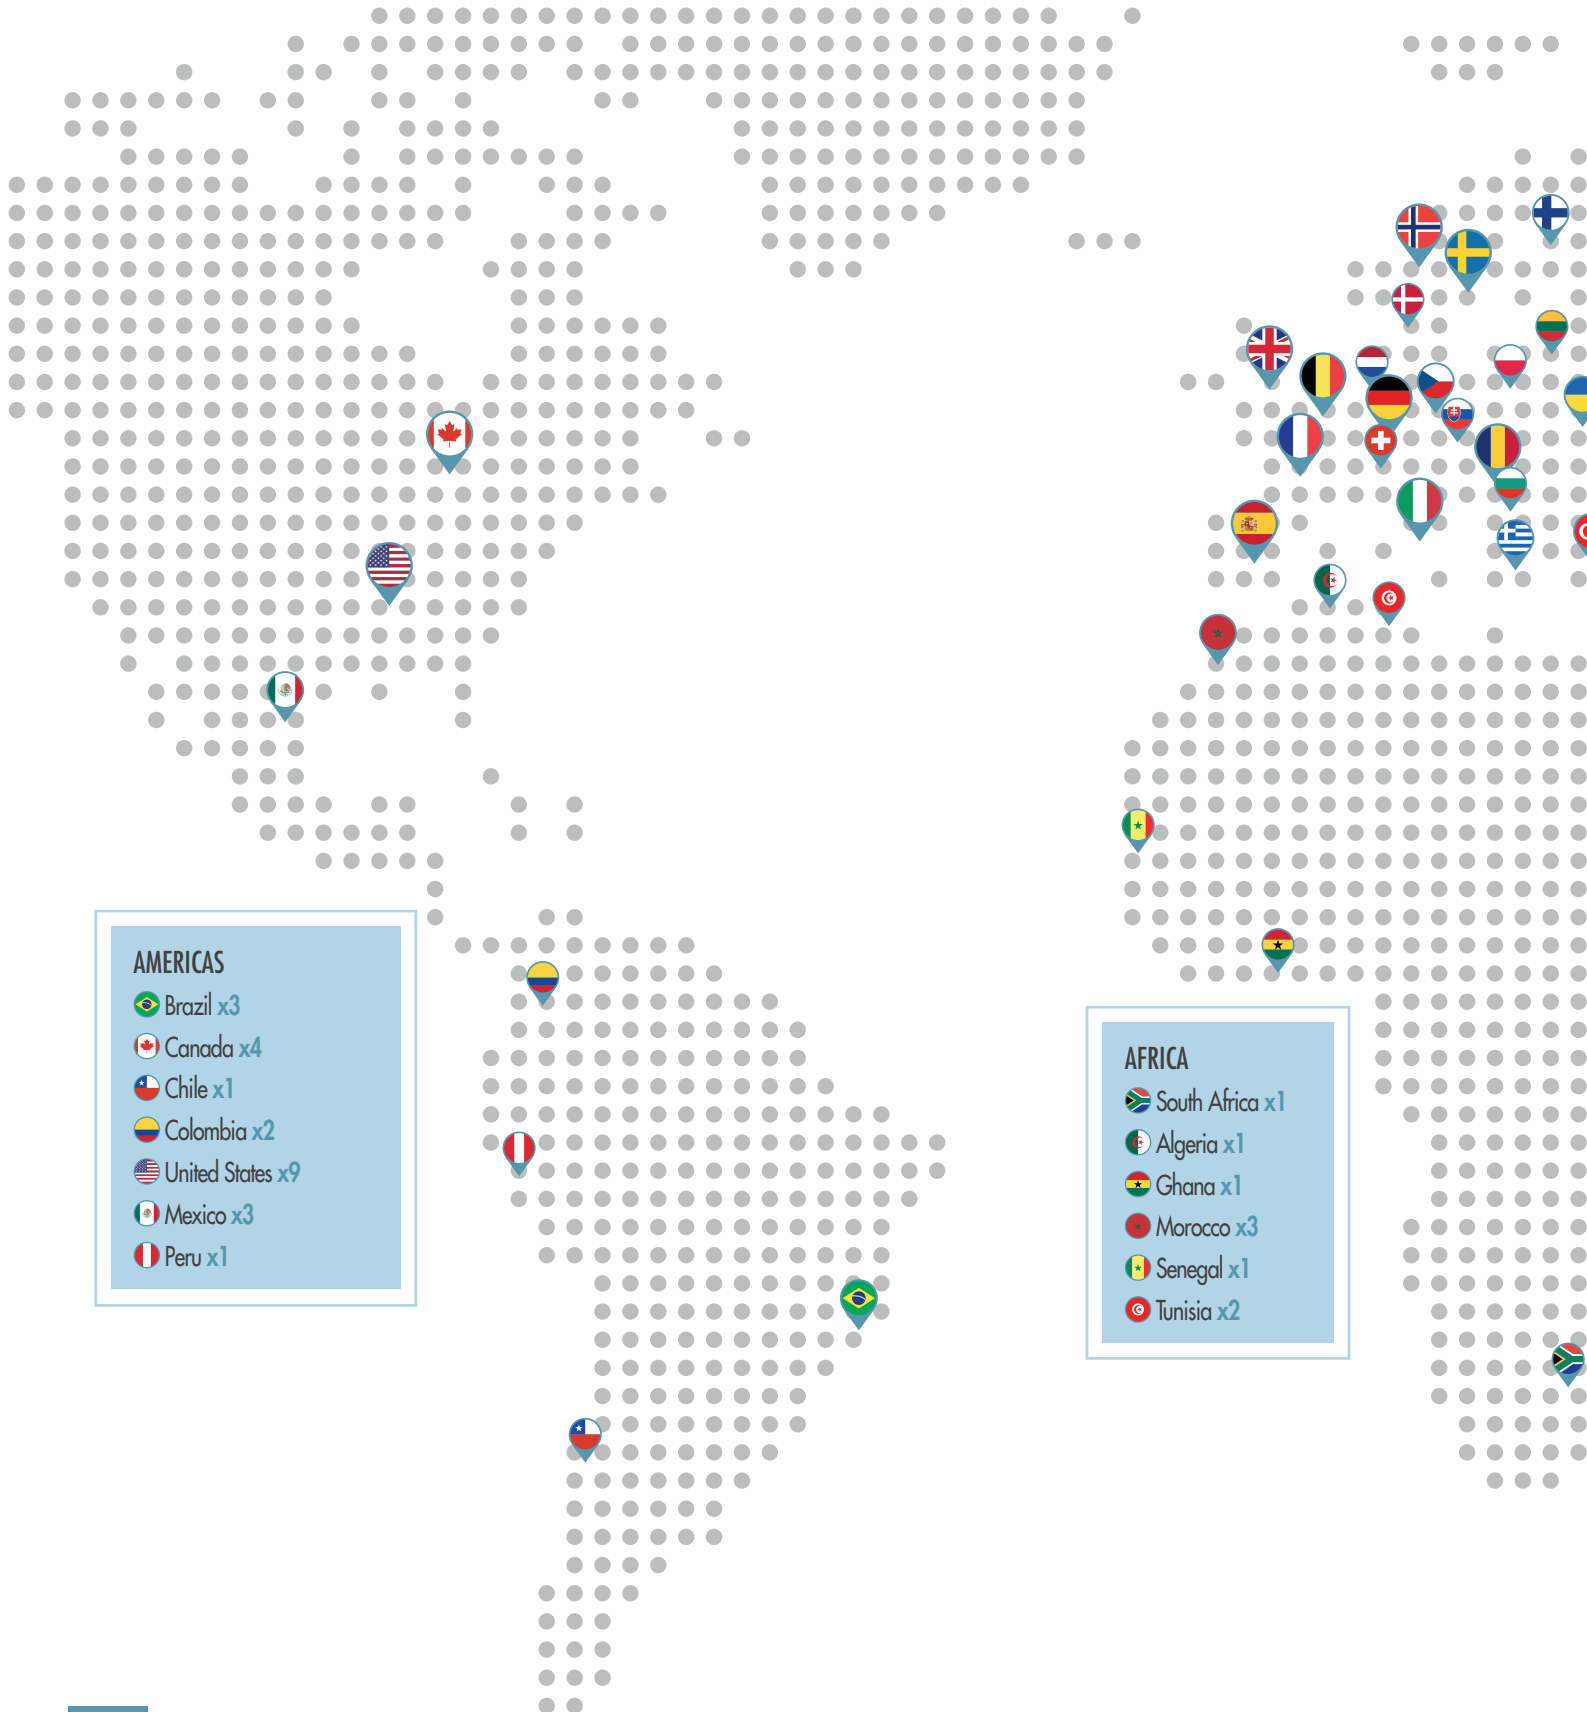 AMERICAS
Brazil x3
Canada x4
Chile x1
Colombia x2
United States x9
Mexico x3
Peru x1
AFRICA
South Africa x1
Algeria x1
Ghana x1
Morocco x3
Senegal x1
Tunisia x2